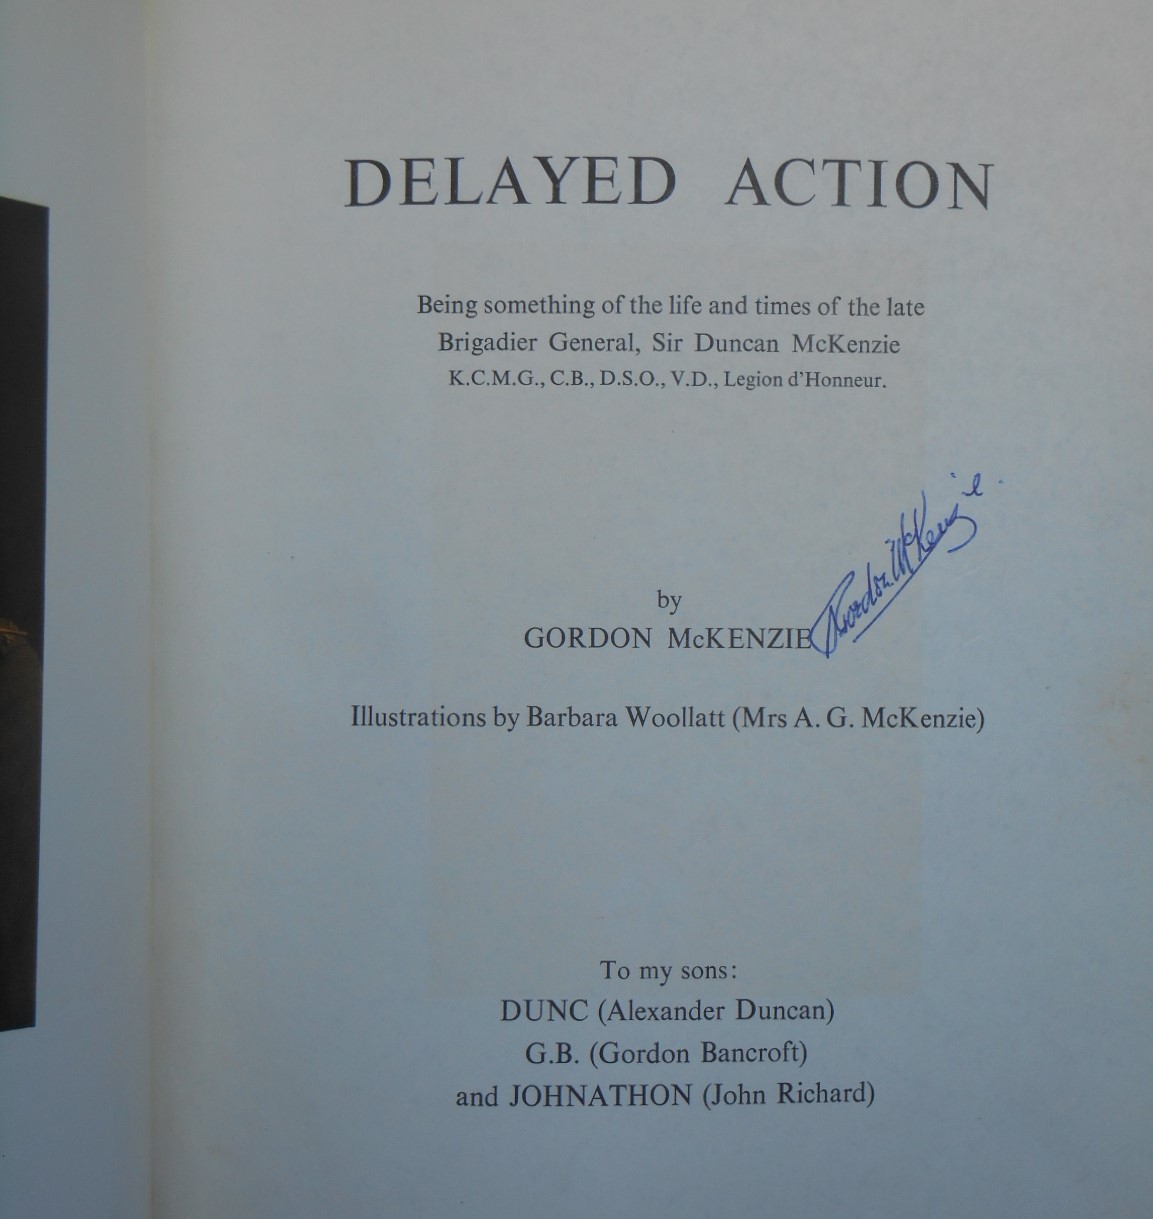 DELAYED ACTION
Being something of the life and times of the late
Brigadier General, Sir Duncan McKenzie
K.C.M.G., C.B., D.S.O., V.D., Legion d'Honneur.
Gordon McKenzie
by
GORDON McKENZIE
Illustrations by Barbara Woollatt (Mrs A. G. McKenzie)
To my sons:
DUNC (Alexander Duncan)
G.B. (Gordon Bancroft)
and JOHNATHON (John Richard)